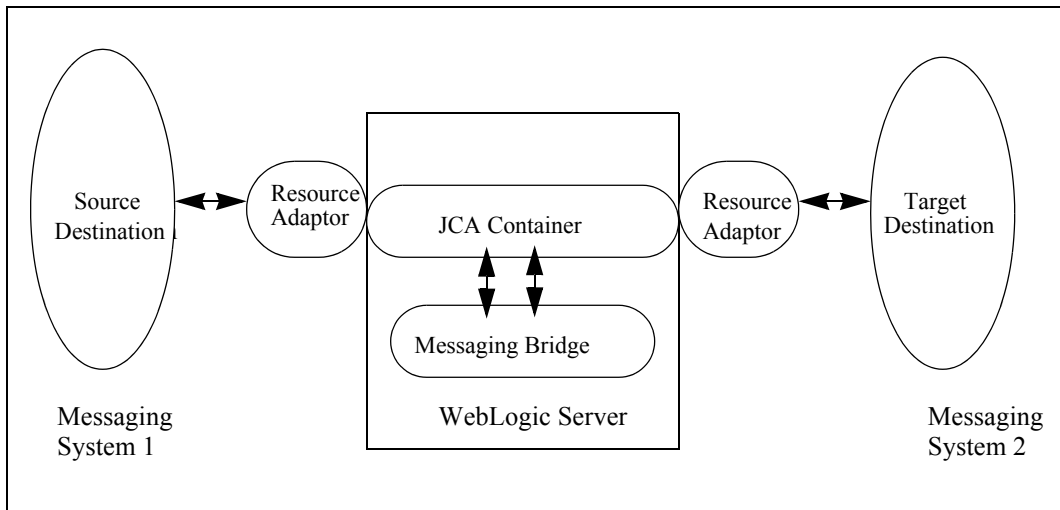 Source
Destination
Resource
Adaptor
JCA Container
Messaging Bridge
WebLogic Server
Resource
Adaptor
Target
Destination
Messaging
System 1
Messaging
System 2